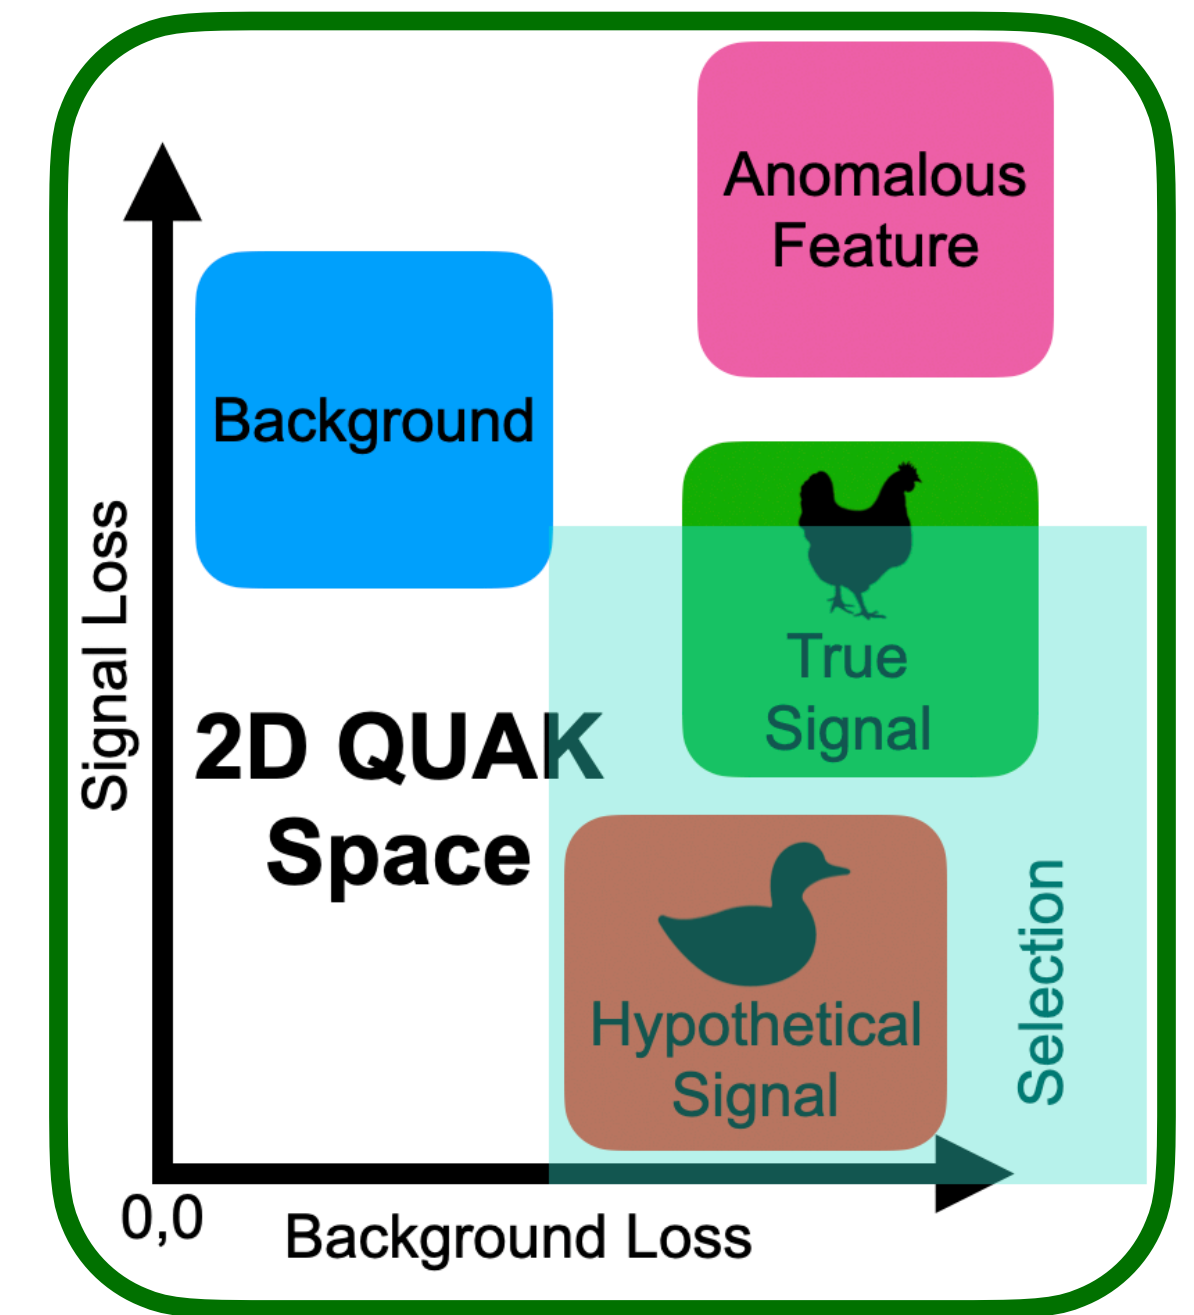 Anomalous
Feature
Background
True
Signal
Signal Loss
2D QUAK
Space
Hypothetical
Signal
Selection
0,0
Background Loss